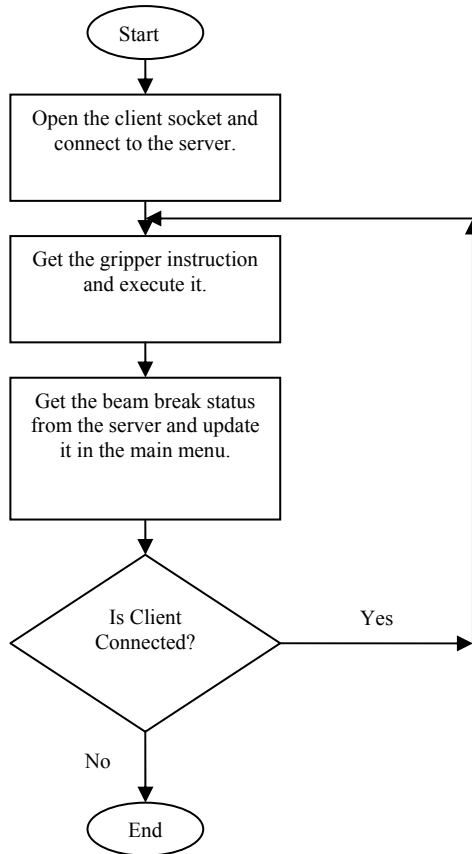 Start
Open the client socket and
connect to the server.
Get the gripper instruction
and execute it.
Get the beam break status
from the server and update
it in the main menu.
Is Client
Connected?
Yes
No
End